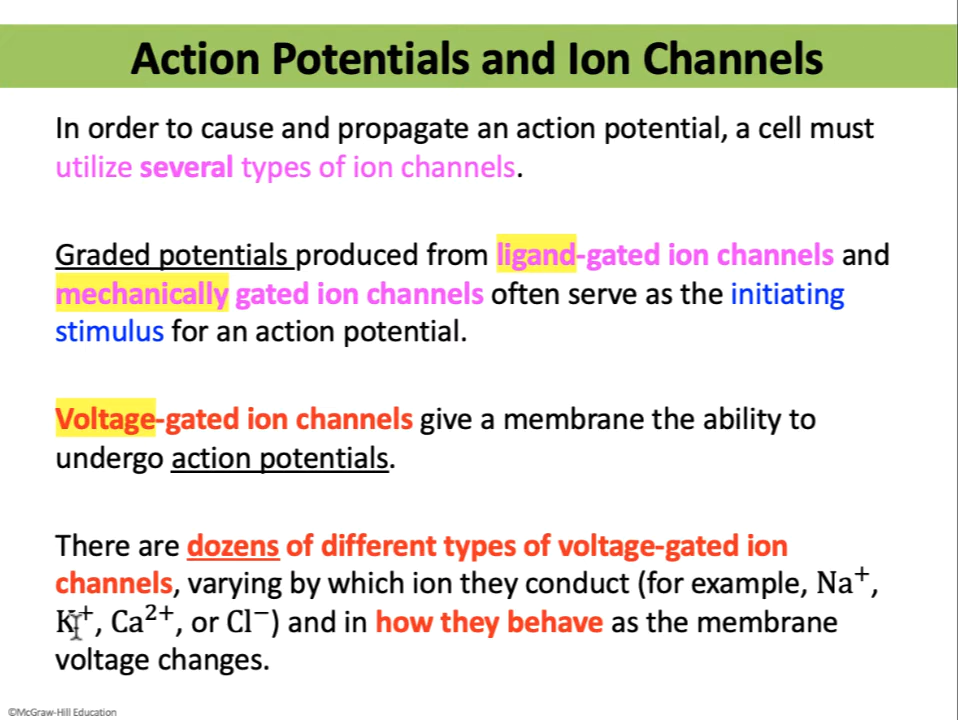 Action Potentials and Ion Channels
In order to cause and propagate an action potential, a cell must
utilize several types of ion channels.
Graded potentials produced from ligand-gated ion channels and
mechanically gated ion channels often serve as the initiating
stimulus for an action potential.
Voltage-gated ion channels give a membrane the ability to
undergo action potentials.
There are dozens of different types of voltage-gated ion
channels, varying by which ion they conduct (for example, Na⁺,
K⁺, Ca²⁺, or Cl⁻) and in how they behave as the membrane
voltage changes.
©McGraw-Hill Education